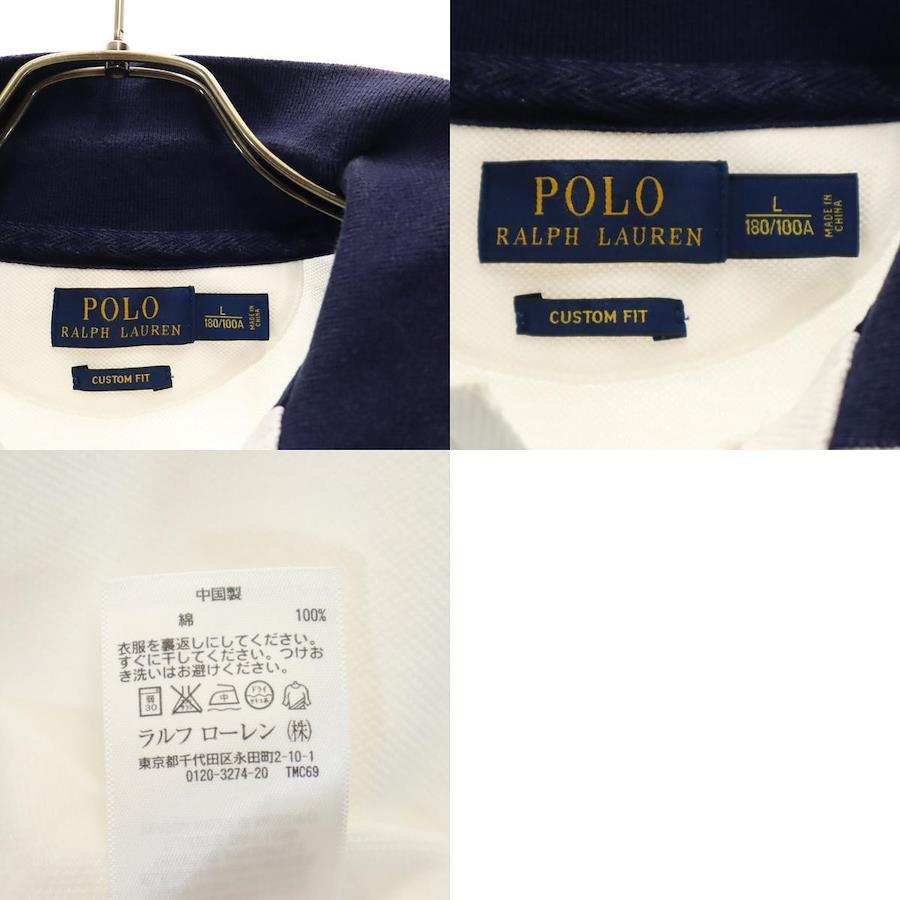 POLO
RALPH LAUREN
L
180/100A
MADE IN
CHINA
CUSTOM FIT
POLO
RALPH LAUREN
L
180/100A
MADE IN
CHINA
CUSTOM FIT
中国製
綿 100%
衣服を裏返しにしてください。
すぐに干してください。つけお
き洗いはお避けください。
弱
30
中
ドライ
ラルフ ローレン ㈱
東京都千代田区永田町2-10-1
0120-3274-20 TMC69